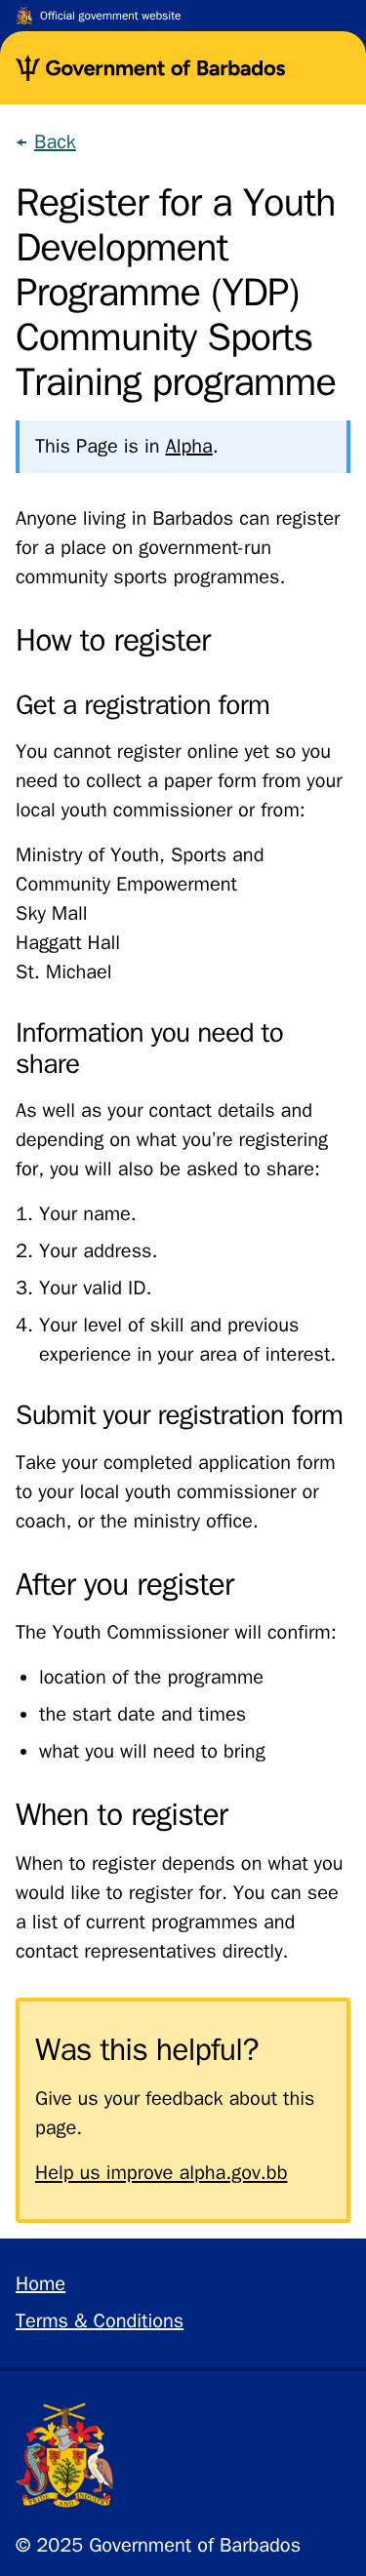 Official government website
Government of Barbados
Back
Register for a Youth
Development
Programme (YDP)
Community Sports
Training programme
This Page is in Alpha.
Anyone living in Barbados can register
for a place on government-run
community sports programmes.
How to register
Get a registration form
You cannot register online yet so you
need to collect a paper form from your
local youth commissioner or from:
Ministry of Youth, Sports and
Community Empowerment
Sky Mall
Haggatt Hall
St. Michael
Information you need to
share
As well as your contact details and
depending on what you’re registering
for, you will also be asked to share:
1. Your name.
2. Your address.
3. Your valid ID.
4. Your level of skill and previous
experience in your area of interest.
Submit your registration form
Take your completed application form
to your local youth commissioner or
coach, or the ministry office.
After you register
The Youth Commissioner will confirm:
• location of the programme
• the start date and times
• what you will need to bring
When to register
When to register depends on what you
would like to register for. You can see
a list of current programmes and
contact representatives directly.
Was this helpful?
Give us your feedback about this
page.
Help us improve alpha.gov.bb
Home
Terms & Conditions
PRIDE AND INDUSTRY
© 2025 Government of Barbados